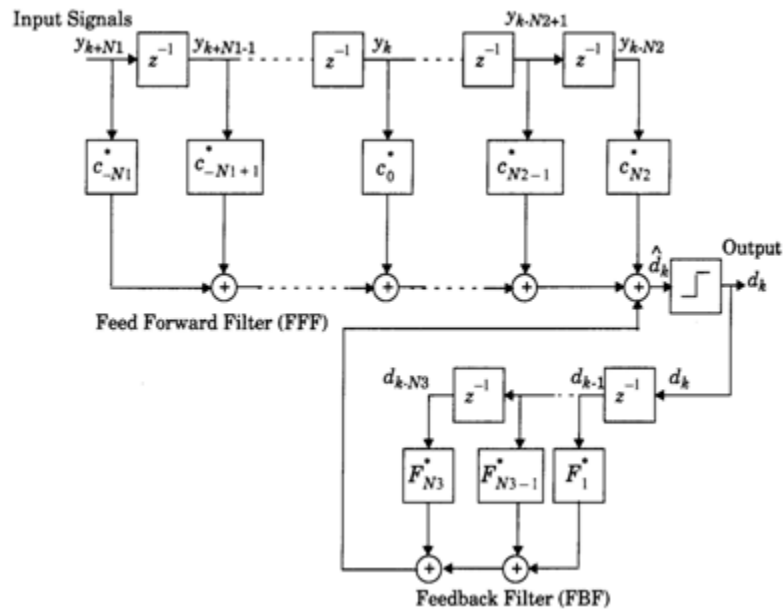 Input Signals
y_{k+N1} z^{-1} y_{k+N1-1} z^{-1} y_k z^{-1} y_{k-N2+1} z^{-1} y_{k-N2}
c^*_{-N1} c^*_{-N1+1} c^*_0 c^*_{N2-1} c^*_{N2}
+ + + + \hat{d}_k Output d_k
Feed Forward Filter (FFF)
d_{k-N3} z^{-1} d_{k-1} z^{-1} d_k
F^*_{N3} F^*_{N3-1} F^*_1
+ +
Feedback Filter (FBF)